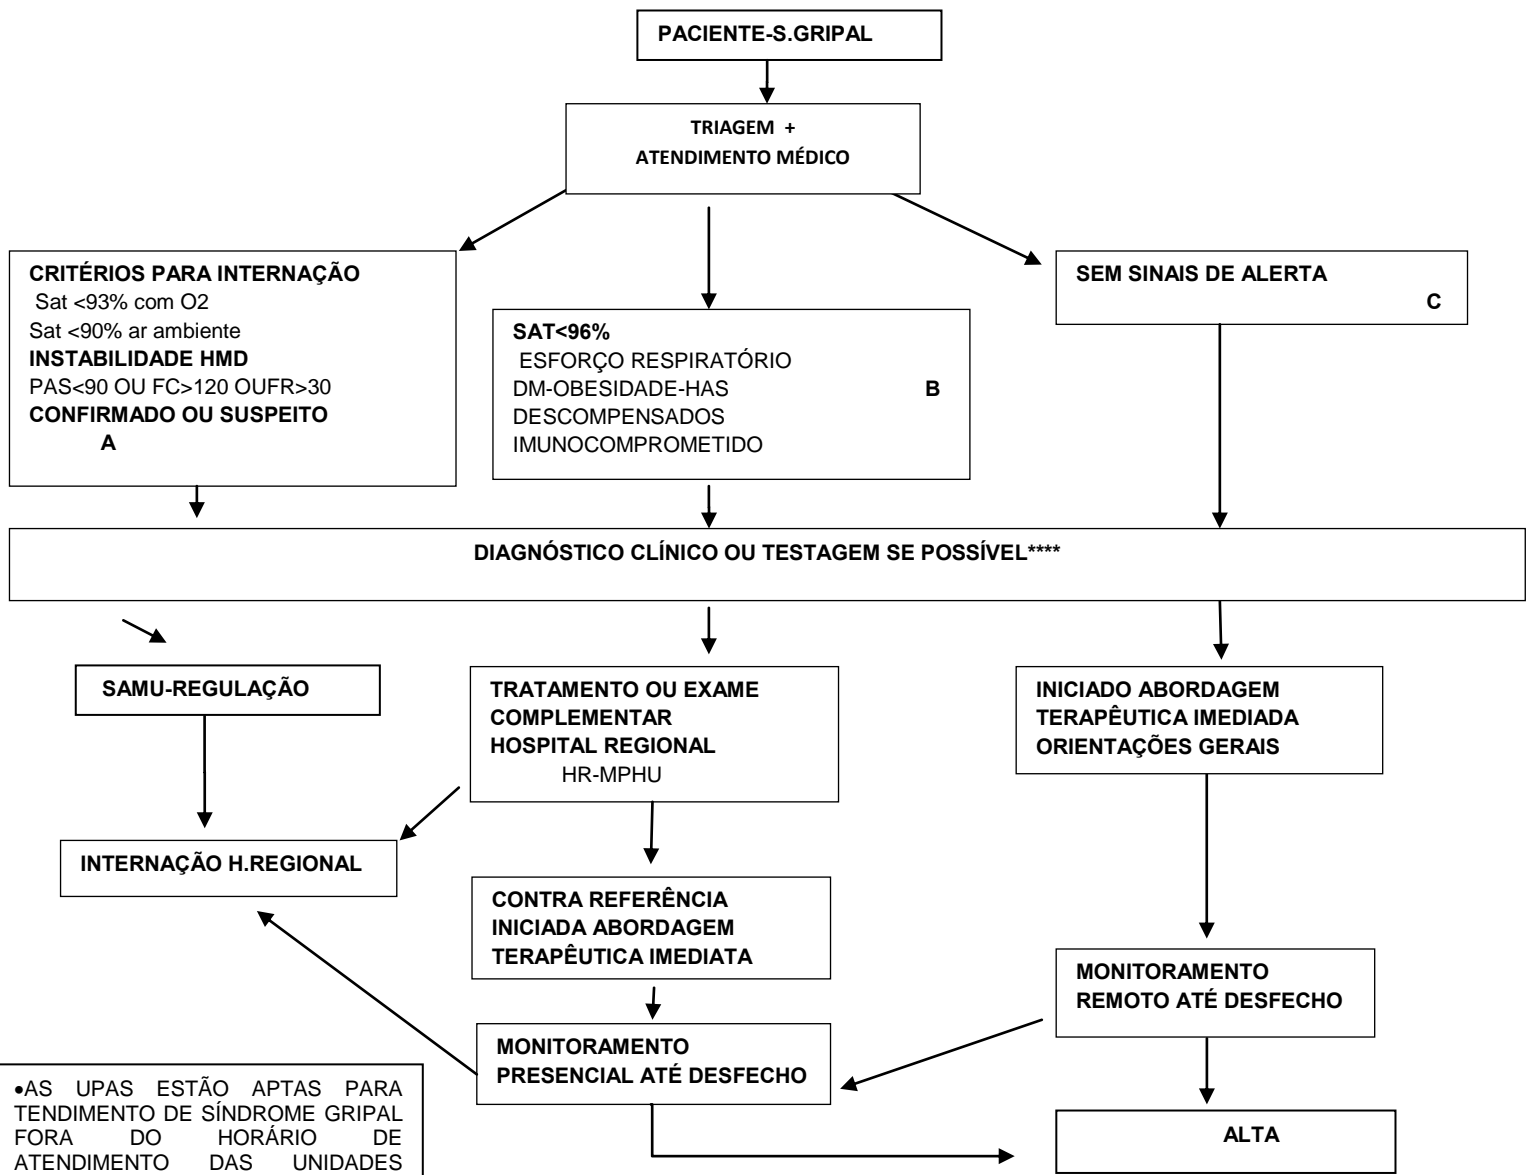 PACIENTE-S.GRIPAL
TRIAGEM +
ATENDIMENTO MÉDICO
CRITÉRIOS PARA INTERNAÇÃO
Sat <93% com O2
Sat <90% ar ambiente
INSTABILIDADE HMD
PAS<90 OU FC>120 OUFR>30
CONFIRMADO OU SUSPEITO
A
SAT<96%
ESFORÇO RESPIRATÓRIO
DM-OBESIDADE-HAS B
DESCOMPENSADOS
IMUNOCOMPROMETIDO
SEM SINAIS DE ALERTA
C
DIAGNÓSTICO CLÍNICO OU TESTAGEM SE POSSÍVEL****
SAMU-REGULAÇÃO
TRATAMENTO OU EXAME
COMPLEMENTAR
HOSPITAL REGIONAL
HR-MPHU
INICIADO ABORDAGEM
TERAPÊUTICA IMEDIADA
ORIENTAÇÕES GERAIS
INTERNAÇÃO H.REGIONAL
CONTRA REFERÊNCIA
INICIADA ABORDAGEM
TERAPÊUTICA IMEDIATA
MONITORAMENTO
REMOTO ATÉ DESFECHO
MONITORAMENTO
PRESENCIAL ATÉ DESFECHO
•AS UPAS ESTÃO APTAS PARA
TENDIMENTO DE SÍNDROME GRIPAL
FORA DO HORÁRIO DE
ATENDIMENTO DAS UNIDADES
ALTA